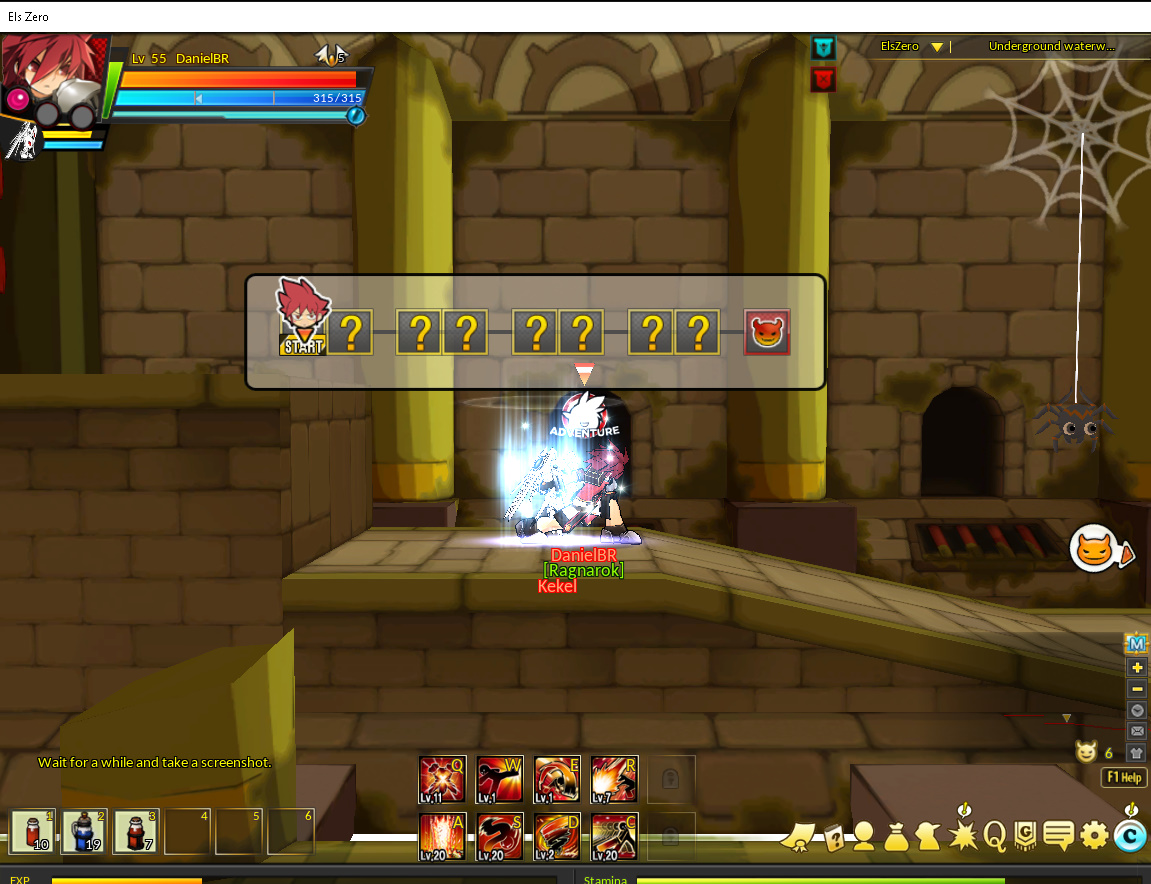 Els Zero
Lv 55 DanielBR
5
ElsZero
Underground waterw...
315/315
? ? ? ? ? ? ?
START
ADVENTURE
DanielBR
[Ragnarok]
Kekel
M
6
F1 Help
Wait for a while and take a screenshot.
Q W E R
Lv.11 Lv.1 Lv.1 Lv.7
1 2 3 4 5 6
10 19 7
A S D C
Lv.20 Lv.20 Lv.2 Lv.20
EXP
Stamina